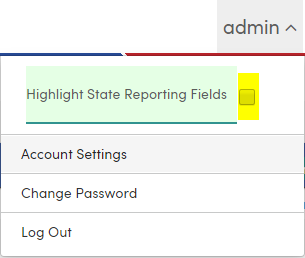 admin
Highlight State Reporting Fields
Account Settings
Change Password
Log Out